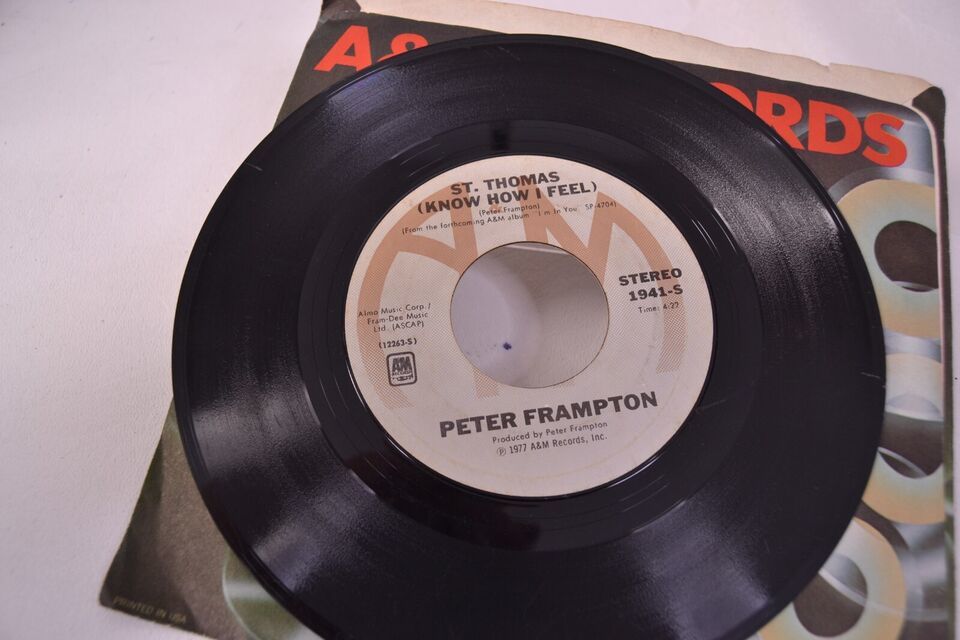 A&
ORDS
ST. THOMAS
(KNOW HOW I FEEL)
(Peter Frampton)
(From the forthcoming A&M album "I'm In You" SP-4704)
STEREO
1941-S
Time: 4:27
Almo Music Corp./
Fram-Dee Music
Ltd. (ASCAP)
(12263-S)
A&M
RECORDS
PETER FRAMPTON
Produced by Peter Frampton
℗ 1977 A&M Records, Inc.
PRINTED IN USA